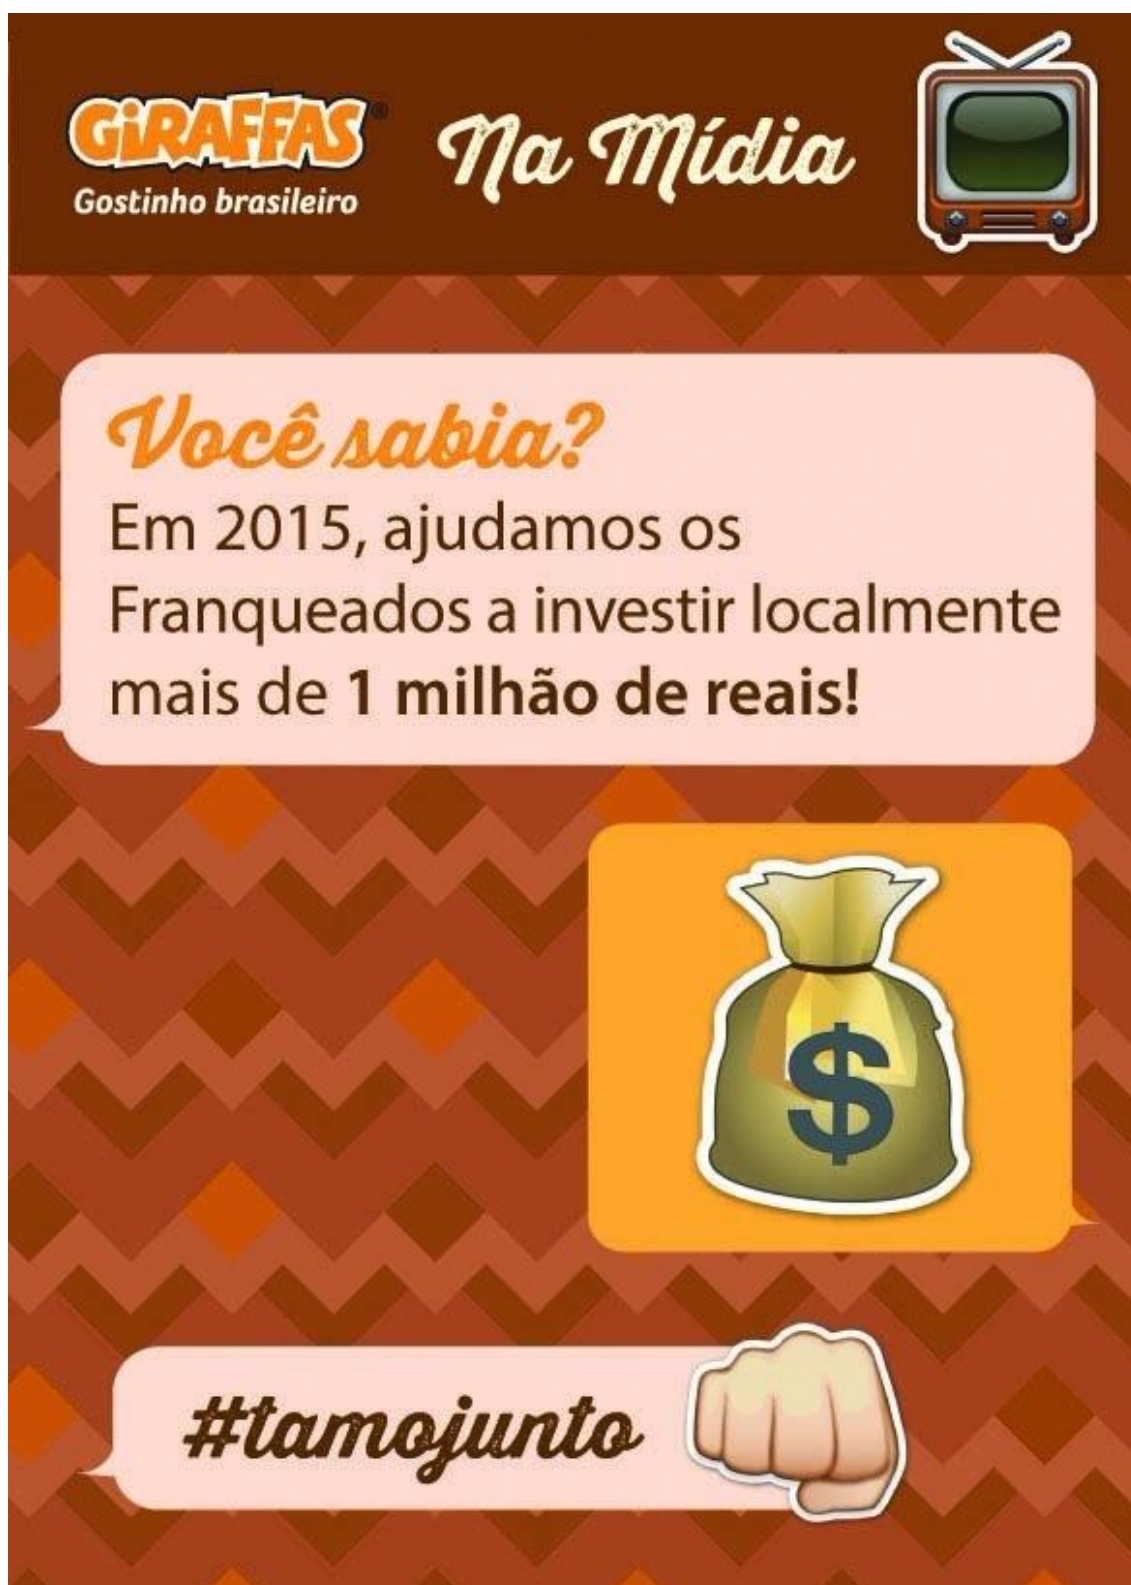 GiRAFFAS®
Gostinho brasileiro
Na Mídia
Você sabia?
Em 2015, ajudamos os
Franqueados a investir localmente
mais de 1 milhão de reais!
$
#tamojunto